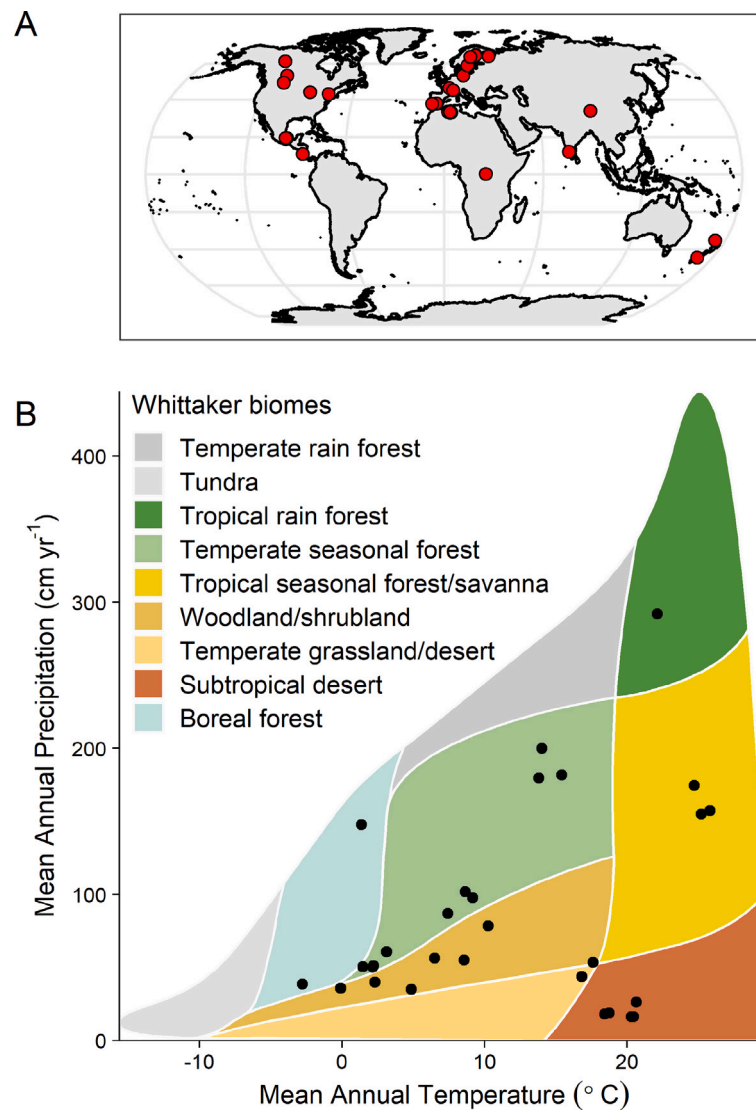 A
B
Whittaker biomes
Temperate rain forest
Tundra
Tropical rain forest
Temperate seasonal forest
Tropical seasonal forest/savanna
Woodland/shrubland
Temperate grassland/desert
Subtropical desert
Boreal forest
Mean Annual Precipitation (cm yr⁻¹)
400
300
200
100
0
-10 0 10 20
Mean Annual Temperature (° C)